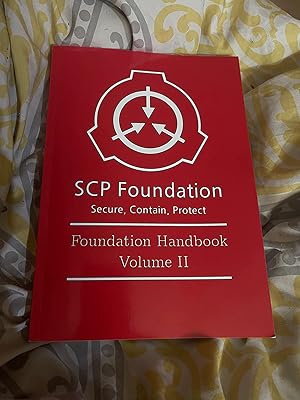 SCP Foundation
Secure, Contain, Protect
Foundation Handbook
Volume II